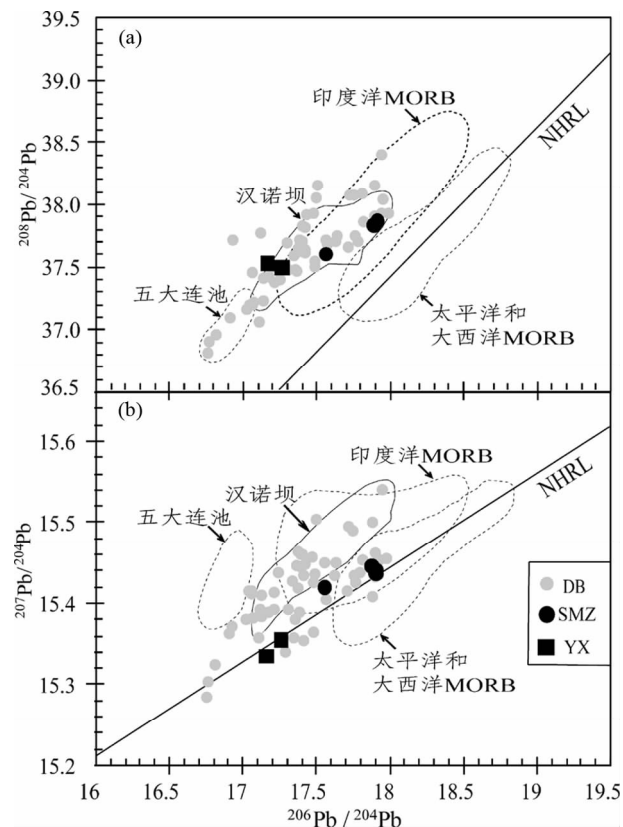 (a)
39.5
39.0
38.5
38.0
37.5
37.0
36.5
²⁰⁸Pb/²⁰⁴Pb
印度洋MORB
NHRL
汉诺坝
五大连池
太平洋和
大西洋MORB
(b)
15.6
15.5
15.4
15.3
15.2
²⁰⁷Pb/²⁰⁴Pb
印度洋MORB
NHRL
汉诺坝
五大连池
太平洋和
大西洋MORB
DB
SMZ
YX
16 16.5 17 17.5 18 18.5 19 19.5
²⁰⁶Pb/²⁰⁴Pb